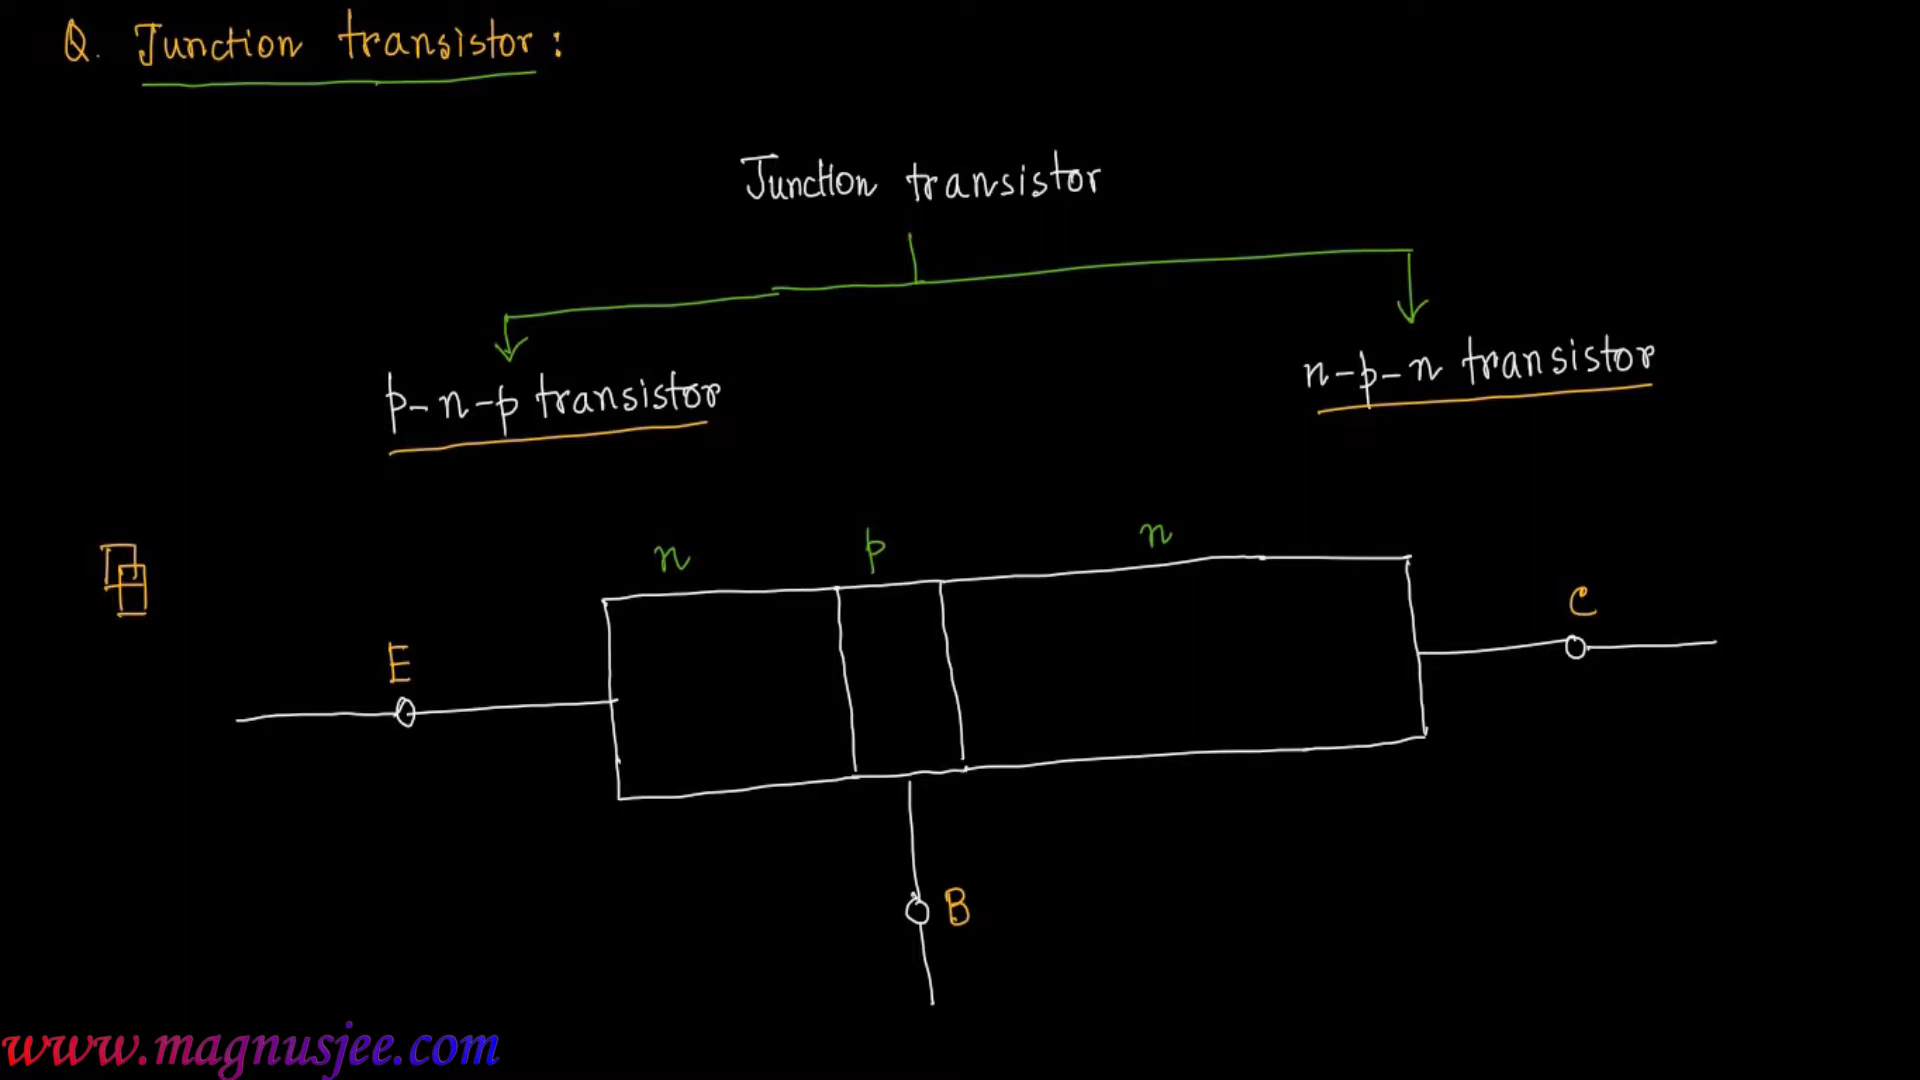 Q. Junction transistor:
Junction transistor
p-n-p transistor
n-p-n transistor
n p n
E
C
B
www.magnusjee.com